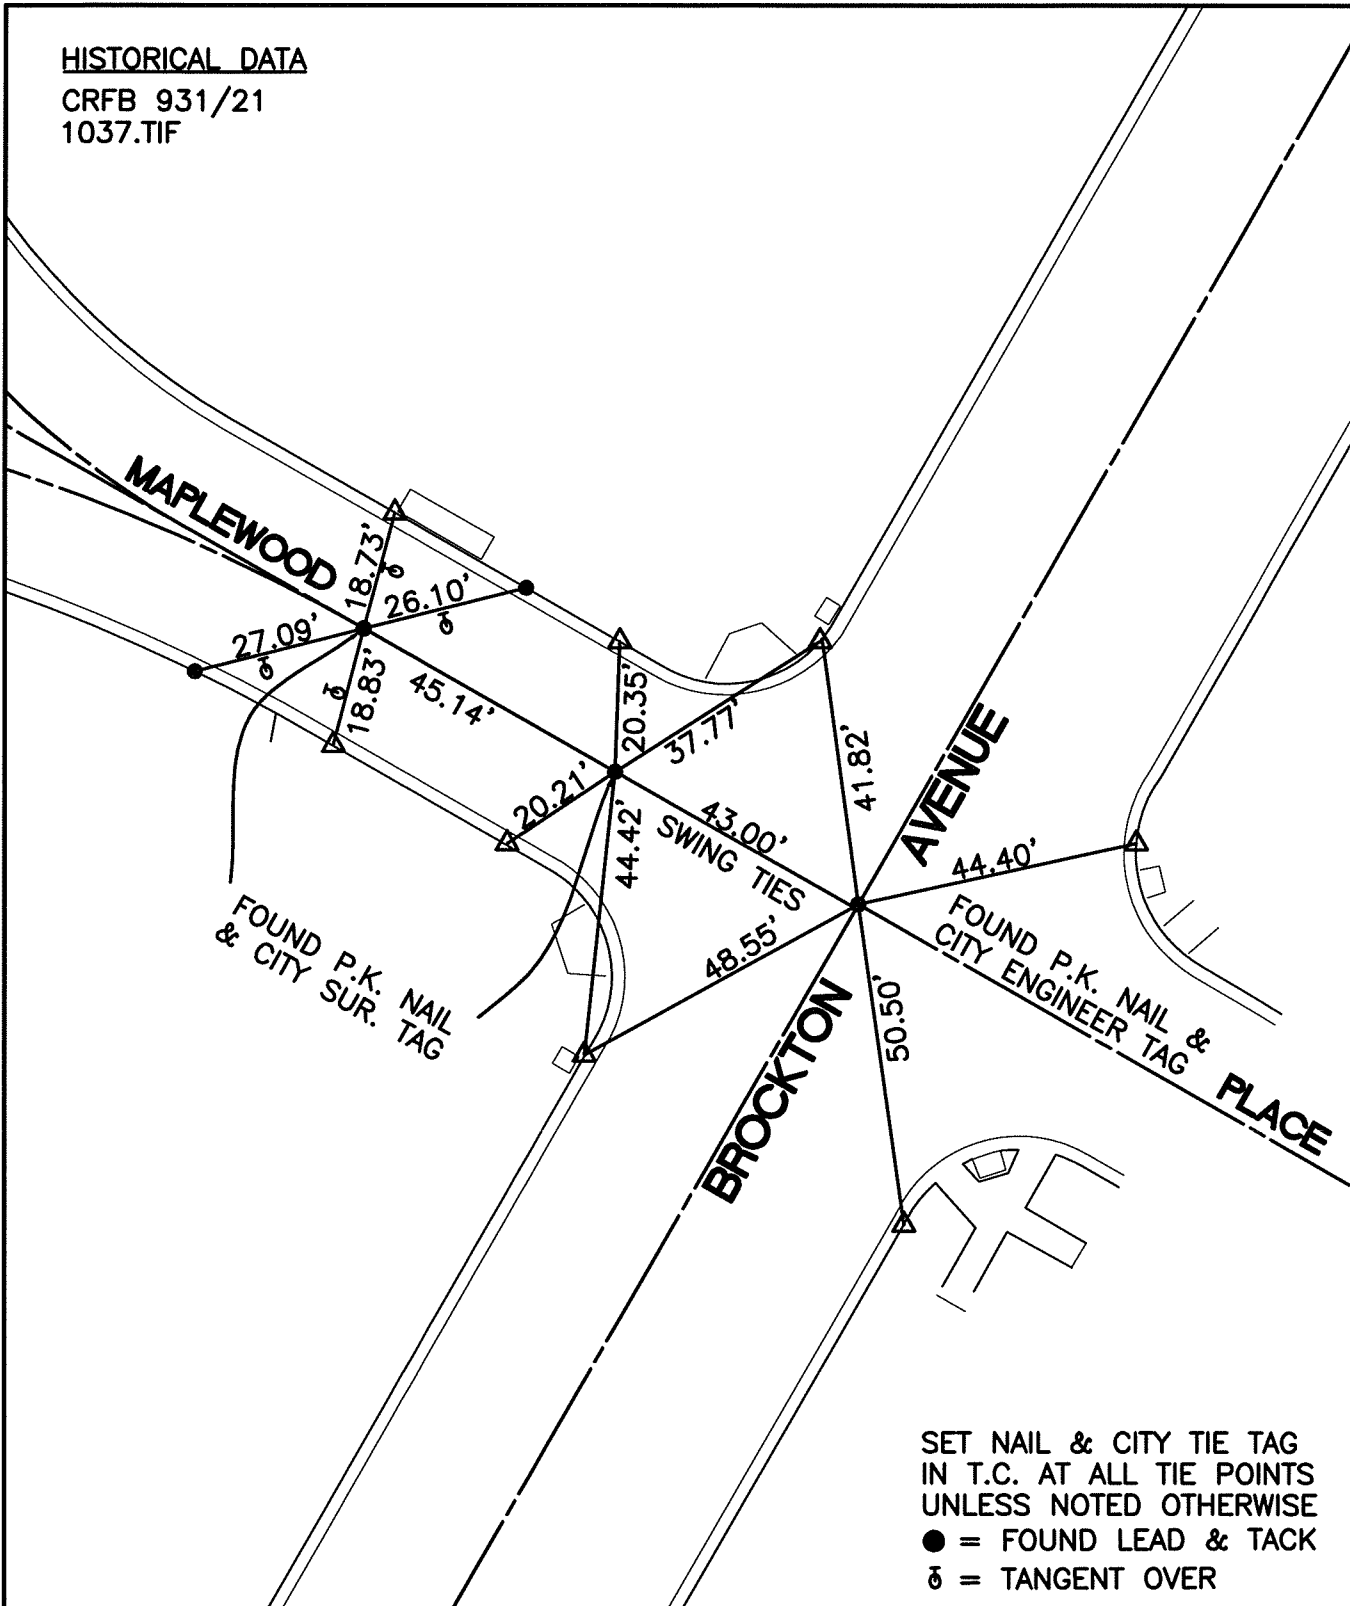 HISTORICAL DATA
CRFB 931/21
1037.TIF
MAPLEWOOD
18.73'
26.10'
27.09'
18.83'
45.14'
20.35'
37.77'
41.82'
AVENUE
20.21'
44.42'
43.00'
SWING TIES
44.40'
FOUND P.K. NAIL
& CITY SUR. TAG
48.55'
FOUND P.K. NAIL &
CITY ENGINEER TAG
50.50'
BROCKTON
PLACE
SET NAIL & CITY TIE TAG
IN T.C. AT ALL TIE POINTS
UNLESS NOTED OTHERWISE
● = FOUND LEAD & TACK
= TANGENT OVER